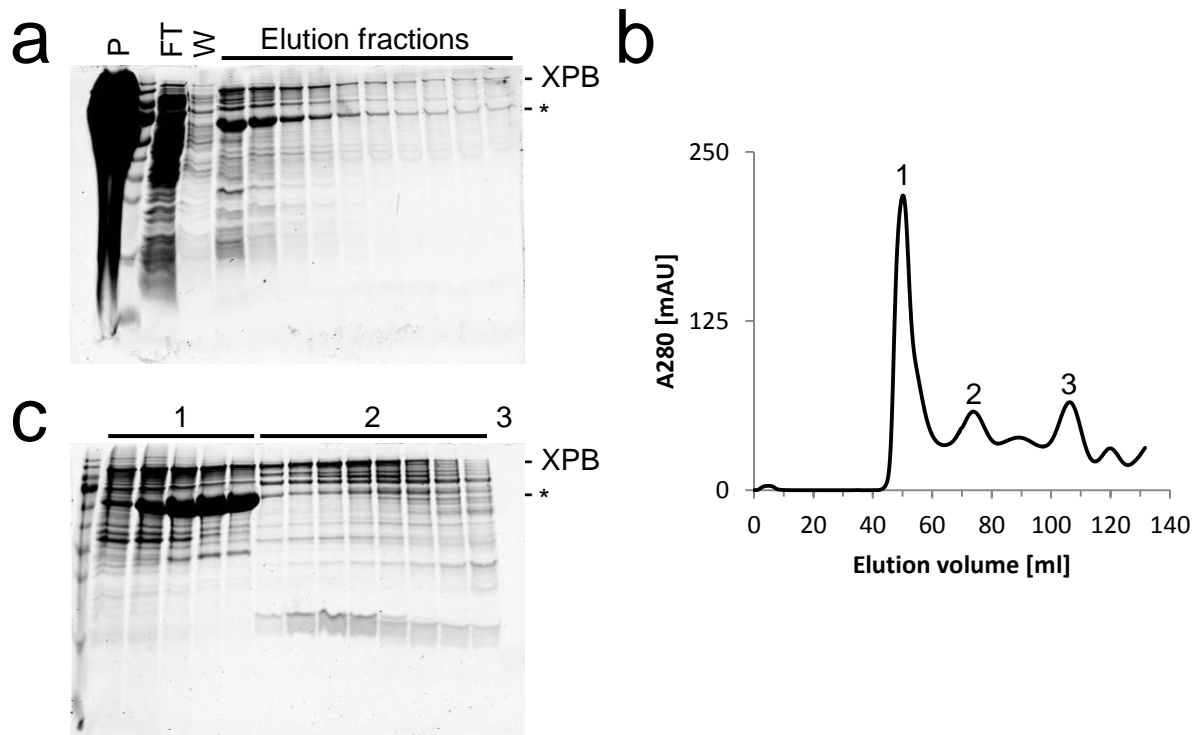 a
P
FT
W
Elution fractions
XPB
*
b
A280 [mAU]
250
125
0
1
2
3
0 20 40 60 80 100 120 140
Elution volume [ml]
c
1 2 3
XPB
*